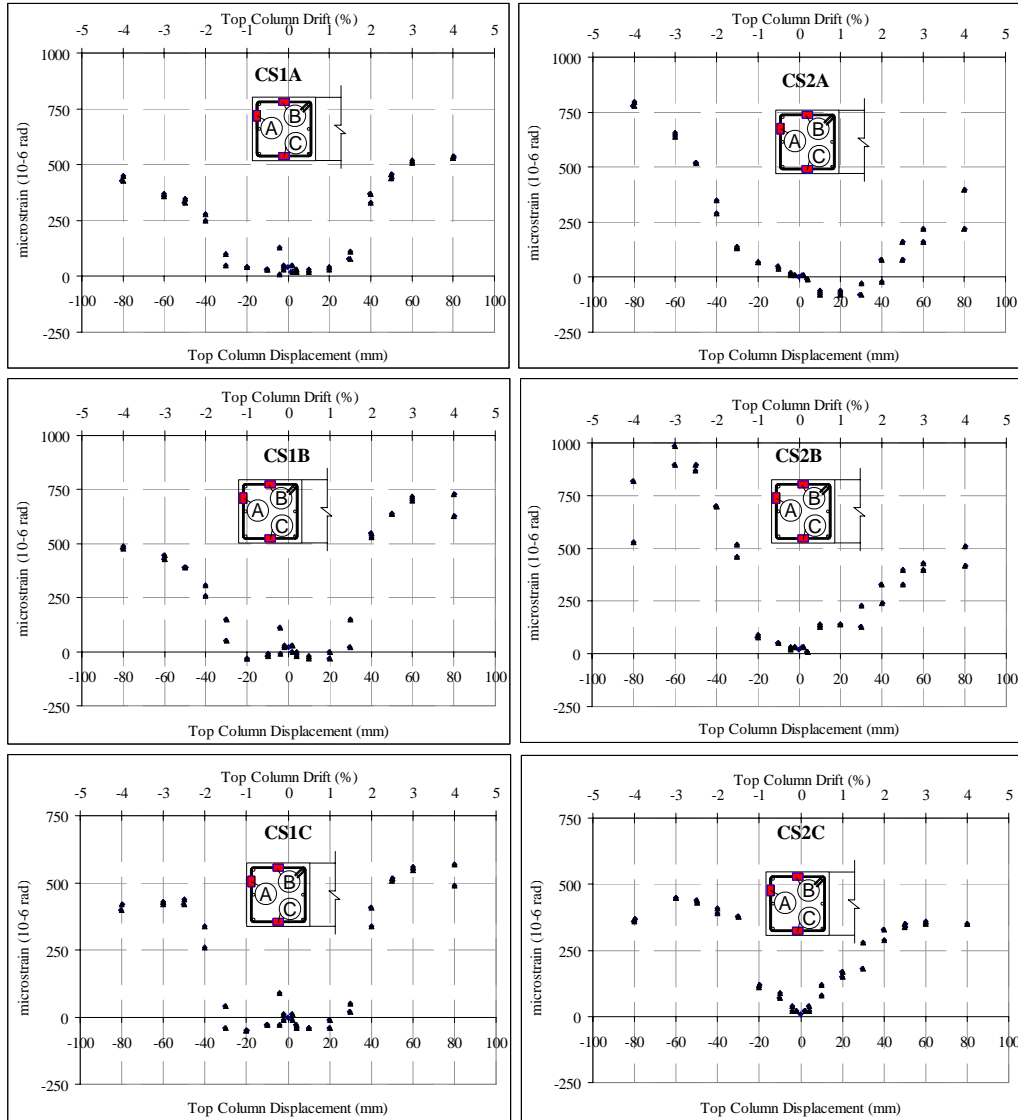 Top Column Drift (%)
-5 -4 -3 -2 -1 0 1 2 3 4 5
1000
750
500
250
0
-250
microstrain (10-6 rad)
CS1A
A
B
C
-100 -80 -60 -40 -20 0 20 40 60 80 100
Top Column Displacement (mm)
Top Column Drift (%)
-5 -4 -3 -2 -1 0 1 2 3 4 5
1000
750
500
250
0
-250
microstrain (10-6 rad)
CS2A
A
B
C
-100 -80 -60 -40 -20 0 20 40 60 80 100
Top Column Displacement (mm)
Top Column Drift (%)
-5 -4 -3 -2 -1 0 1 2 3 4 5
1000
750
500
250
0
-250
microstrain (10-6 rad)
CS1B
A
B
C
-100 -80 -60 -40 -20 0 20 40 60 80 100
Top Column Displacement (mm)
Top Column Drift (%)
-5 -4 -3 -2 -1 0 1 2 3 4 5
1000
750
500
250
0
-250
microstrain (10-6 rad)
CS2B
A
B
C
-100 -80 -60 -40 -20 0 20 40 60 80 100
Top Column Displacement (mm)
Top Column Drift (%)
-5 -4 -3 -2 -1 0 1 2 3 4 5
750
500
250
0
-250
microstrain (10-6 rad)
CS1C
A
B
C
-100 -80 -60 -40 -20 0 20 40 60 80 100
Top Column Displacement (mm)
Top Column Drift (%)
-5 -4 -3 -2 -1 0 1 2 3 4 5
750
500
250
0
-250
microstrain (10-6 rad)
CS2C
A
B
C
-100 -80 -60 -40 -20 0 20 40 60 80 100
Top Column Displacement (mm)